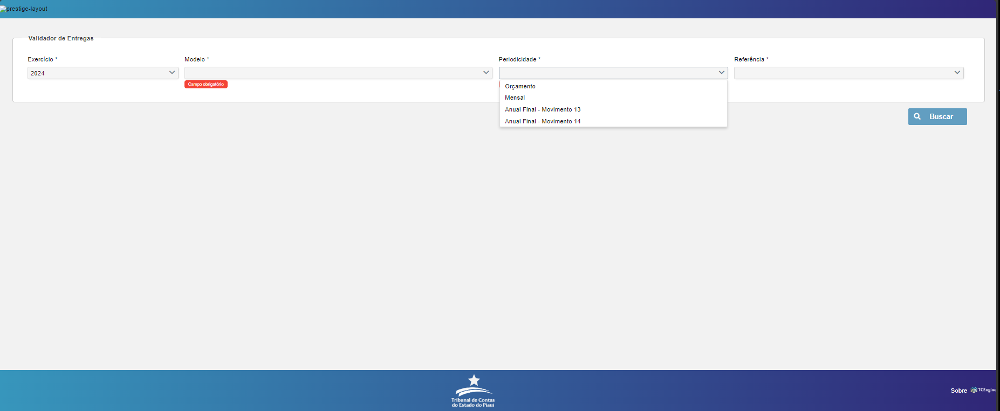 prestige-layout
Validador de Entregas
Exercício *
Modelo *
Periodicidade *
Referência *
2024
Campo obrigatório
Orçamento
Mensal
Anual Final - Movimento 13
Anual Final - Movimento 14
Buscar
Tribunal de Contas
do Estado do Piauí
Sobre
TCEngine